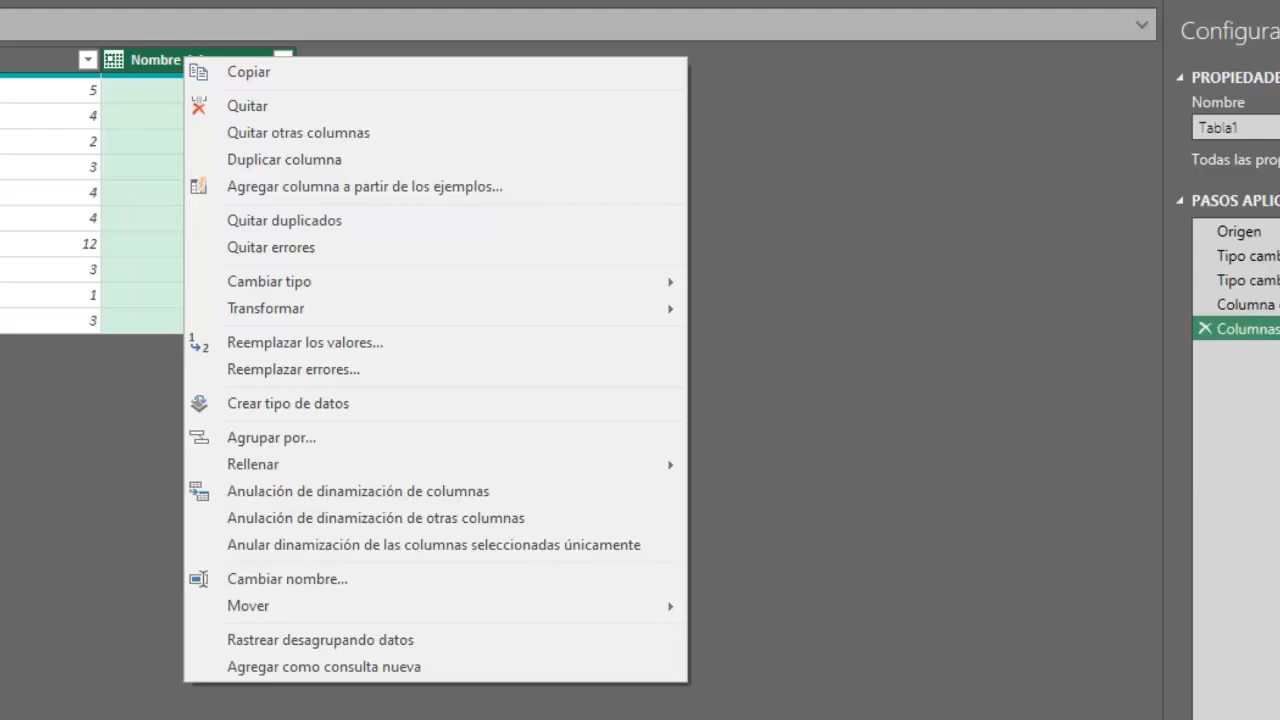 Nombre
5
4
2
3
4
4
12
3
1
3
Copiar
Quitar
Quitar otras columnas
Duplicar columna
Agregar columna a partir de los ejemplos...
Quitar duplicados
Quitar errores
Cambiar tipo
Transformar
Reemplazar los valores...
Reemplazar errores...
Crear tipo de datos
Agrupar por...
Rellenar
Anulación de dinamización de columnas
Anulación de dinamización de otras columnas
Anular dinamización de las columnas seleccionadas únicamente
Cambiar nombre...
Mover
Rastrear desagrupando datos
Agregar como consulta nueva
Configura
PROPIEDADE
Nombre
Tabla1
Todas las prop
PASOS APLIC
Origen
Tipo camb
Tipo camb
Columna
Columnas